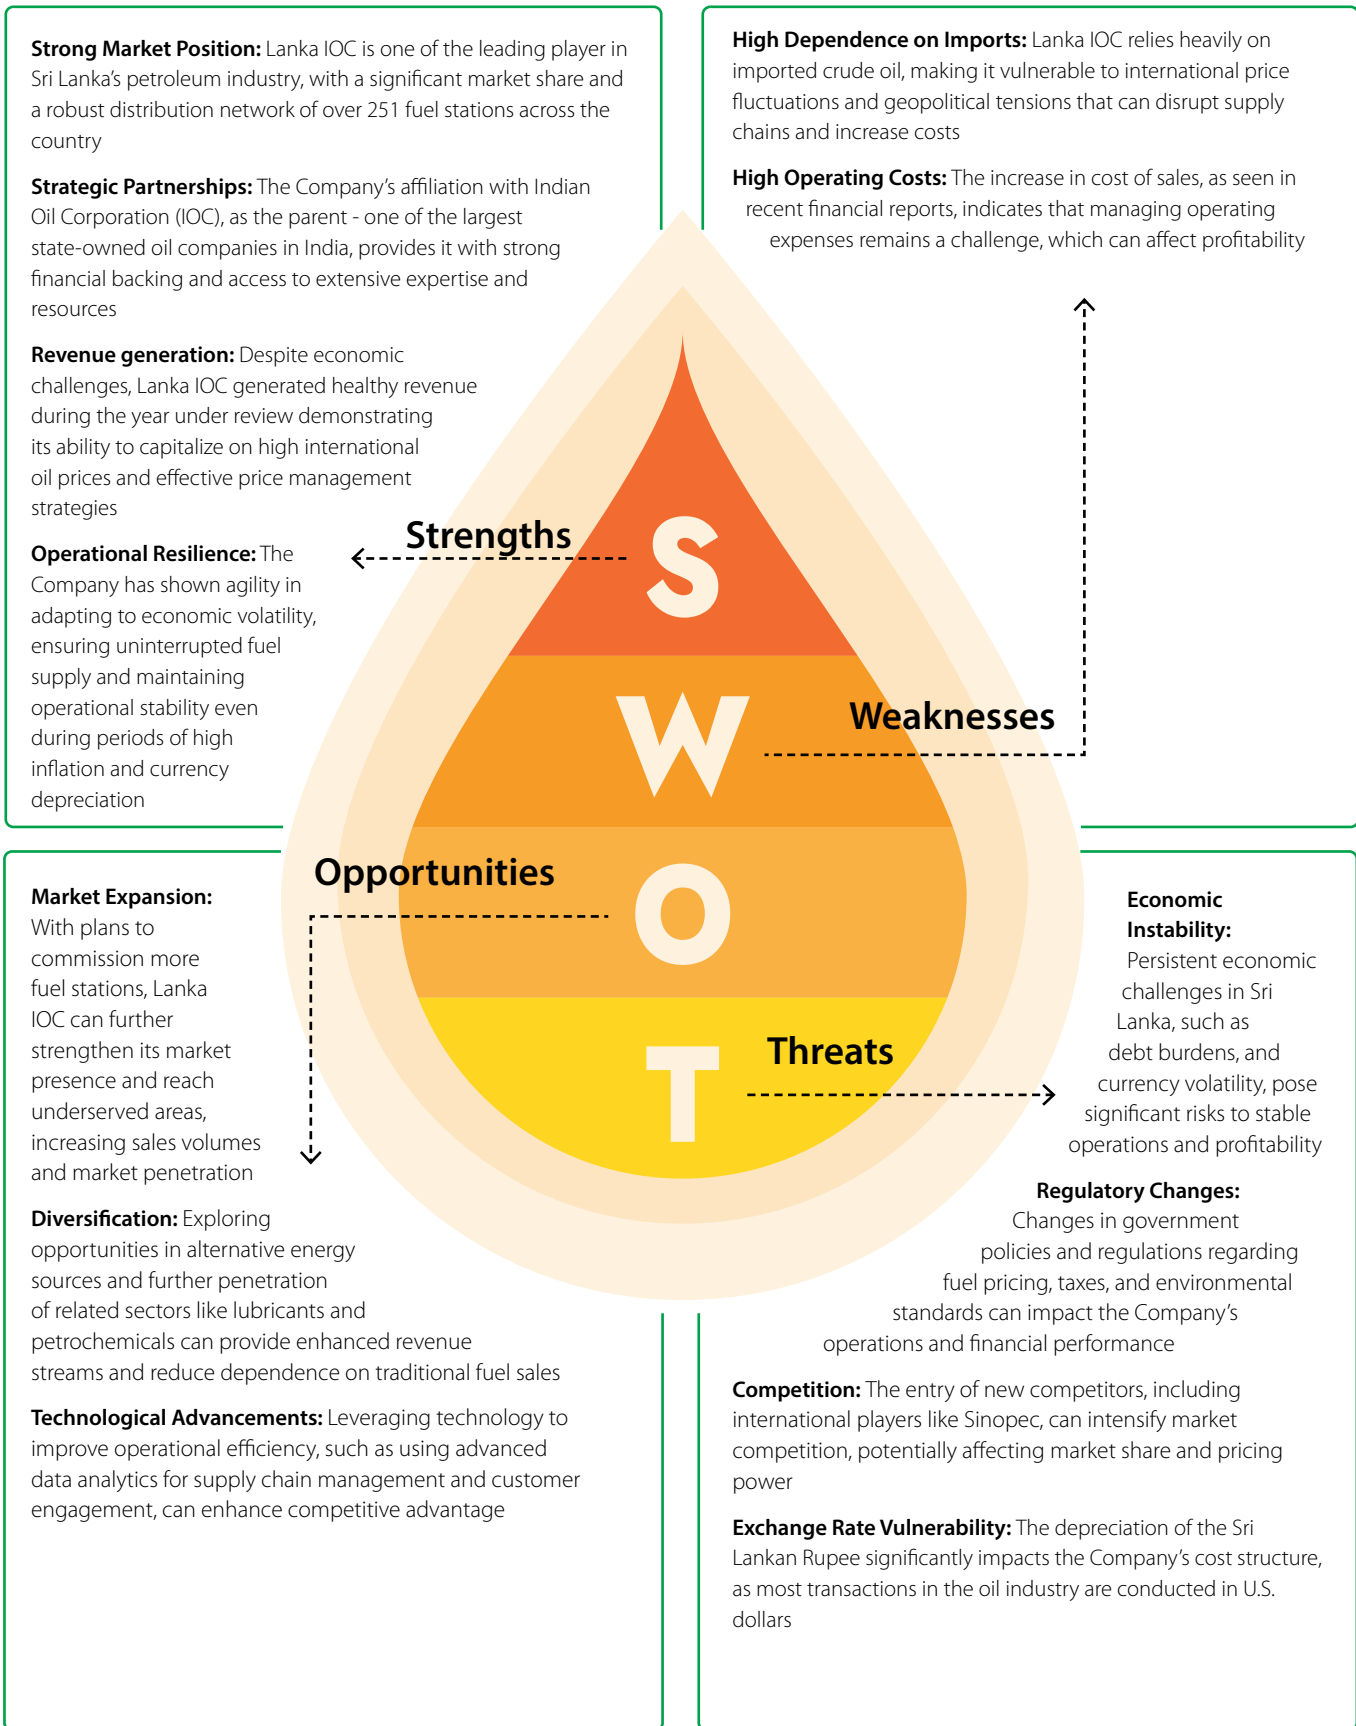 Strong Market Position: Lanka IOC is one of the leading player in
Sri Lanka’s petroleum industry, with a significant market share and
a robust distribution network of over 251 fuel stations across the
country
Strategic Partnerships: The Company’s affiliation with Indian
Oil Corporation (IOC), as the parent - one of the largest
state-owned oil companies in India, provides it with strong
financial backing and access to extensive expertise and
resources
Revenue generation: Despite economic
challenges, Lanka IOC generated healthy revenue
during the year under review demonstrating
its ability to capitalize on high international
oil prices and effective price management
strategies
Operational Resilience: The
Company has shown agility in
adapting to economic volatility,
ensuring uninterrupted fuel
supply and maintaining
operational stability even
during periods of high
inflation and currency
depreciation
High Dependence on Imports: Lanka IOC relies heavily on
imported crude oil, making it vulnerable to international price
fluctuations and geopolitical tensions that can disrupt supply
chains and increase costs
High Operating Costs: The increase in cost of sales, as seen in
recent financial reports, indicates that managing operating
expenses remains a challenge, which can affect profitability
Strengths
S
W
Weaknesses
Opportunities
O
T
Threats
Market Expansion:
With plans to
commission more
fuel stations, Lanka
IOC can further
strengthen its market
presence and reach
underserved areas,
increasing sales volumes
and market penetration
Diversification: Exploring
opportunities in alternative energy
sources and further penetration
of related sectors like lubricants and
petrochemicals can provide enhanced revenue
streams and reduce dependence on traditional fuel sales
Technological Advancements: Leveraging technology to
improve operational efficiency, such as using advanced
data analytics for supply chain management and customer
engagement, can enhance competitive advantage
Economic
Instability:
Persistent economic
challenges in Sri
Lanka, such as
debt burdens, and
currency volatility, pose
significant risks to stable
operations and profitability
Regulatory Changes:
Changes in government
policies and regulations regarding
fuel pricing, taxes, and environmental
standards can impact the Company’s
operations and financial performance
Competition: The entry of new competitors, including
international players like Sinopec, can intensify market
competition, potentially affecting market share and pricing
power
Exchange Rate Vulnerability: The depreciation of the Sri
Lankan Rupee significantly impacts the Company’s cost structure,
as most transactions in the oil industry are conducted in U.S.
dollars